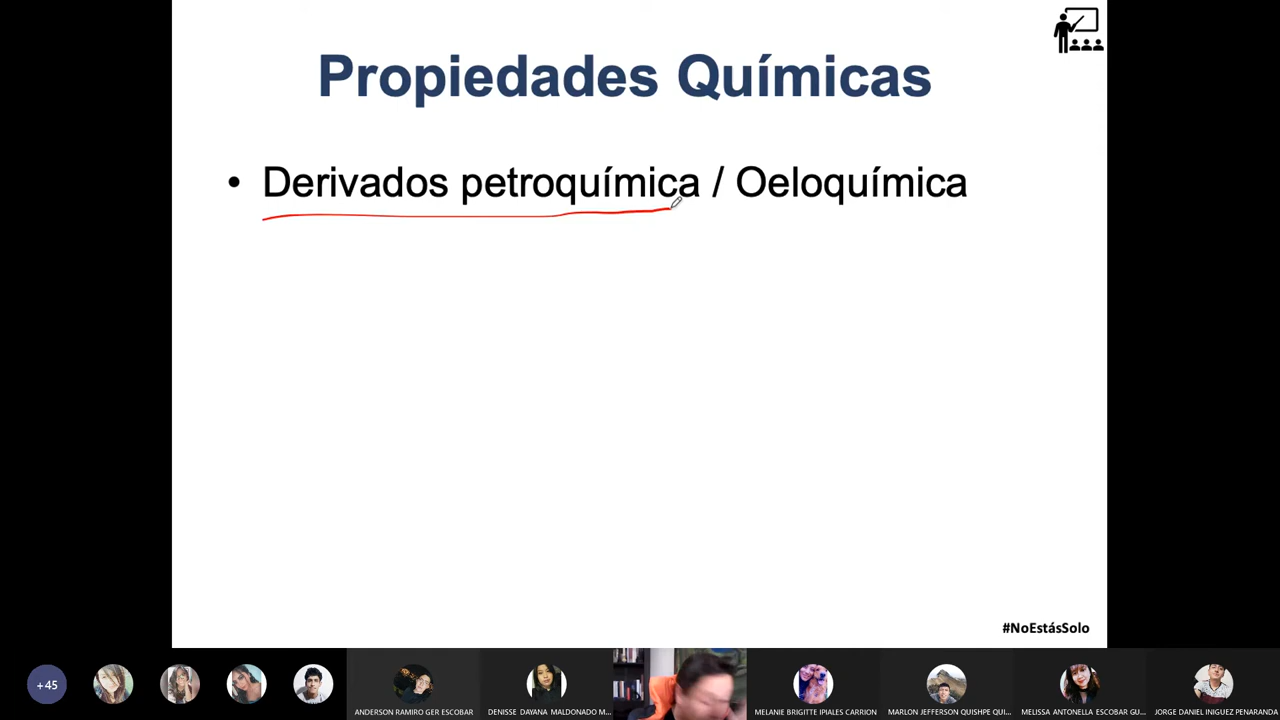 Propiedades Químicas
• Derivados petroquímica / Oeloquímica
#NoEstásSolo
+45
ANDERSON RAMIRO GER ESCOBAR
DENISSE DAYANA MALDONADO M...
MELANIE BRIGITTE IPIALES CARRION
MARLON JEFFERSON QUISHPE QUI...
MELISSA ANTONELLA ESCOBAR GU...
JORGE DANIEL INIGUEZ PENARANDA